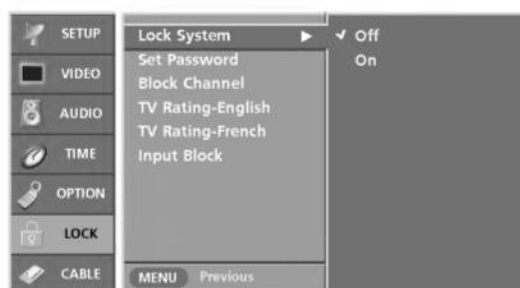 SETUP
VIDEO
AUDIO
TIME
OPTION
LOCK
CABLE
Lock System
Set Password
Block Channel
TV Rating-English
TV Rating-French
Input Block
MENU Previous
Off
On